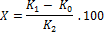 X = (K₁ − K₀) / K₂ . 100